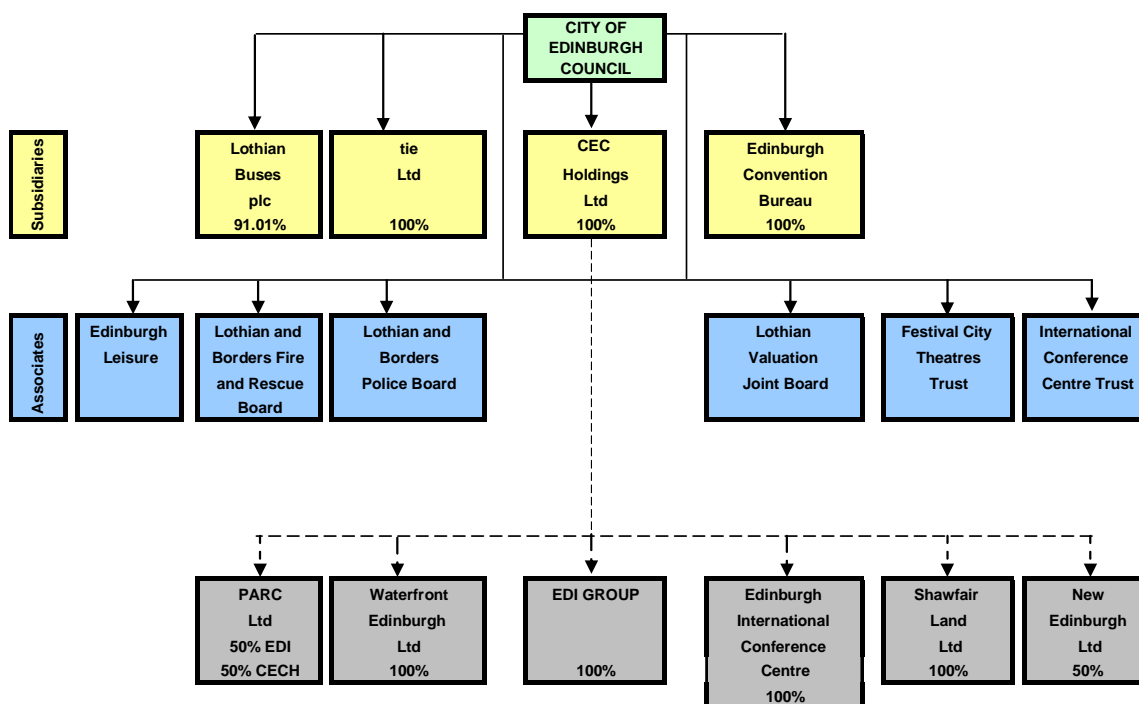 CITY OF
EDINBURGH
COUNCIL
Subsidiaries
Lothian
Buses
plc
91.01%
tie
Ltd
100%
CEC
Holdings
Ltd
100%
Edinburgh
Convention
Bureau
100%
Associates
Edinburgh
Leisure
Lothian and
Borders Fire
and Rescue
Board
Lothian and
Borders
Police Board
Lothian
Valuation
Joint Board
Festival City
Theatres
Trust
International
Conference
Centre Trust
PARC
Ltd
50% EDI
50% CECH
Waterfront
Edinburgh
Ltd
100%
EDI GROUP
100%
Edinburgh
International
Conference
Centre
100%
Shawfair
Land
Ltd
100%
New
Edinburgh
Ltd
50%